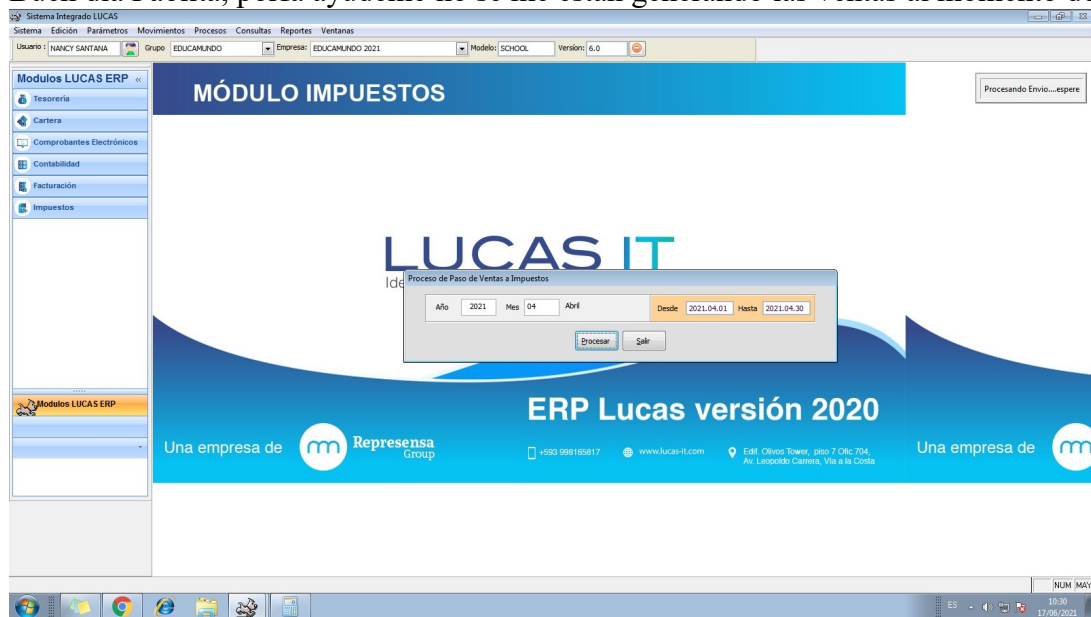 Sistema Integrado LUCAS
Sistema Edición Parámetros Movimientos Procesos Consultas Reportes Ventanas
Usuario : NANCY SANTANA Grupo EDUCAMUNDO Empresa: EDUCAMUNDO 2021 Modelo: SCHOOL Versión: 6.0
Modulos LUCAS ERP «
Tesorería
Cartera
Comprobantes Electrónicos
Contabilidad
Facturación
Impuestos
Modulos LUCAS ERP
MÓDULO IMPUESTOS
Procesando Envio....espere
LUCAS IT
Ide
Proceso de Paso de Ventas a Impuestos
Año 2021 Mes 04 Abril Desde 2021.04.01 Hasta 2021.04.30
Procesar Salir
ERP Lucas versión 2020
Una empresa de Represensa Group
+593 998165817 www.lucas-it.com Edif. Olivos Tower, piso 7 Ofic.704,
Av. Leopoldo Carrera, Vía a la Costa
Una empresa de
NUM MAY
ES 10:30
17/06/2021